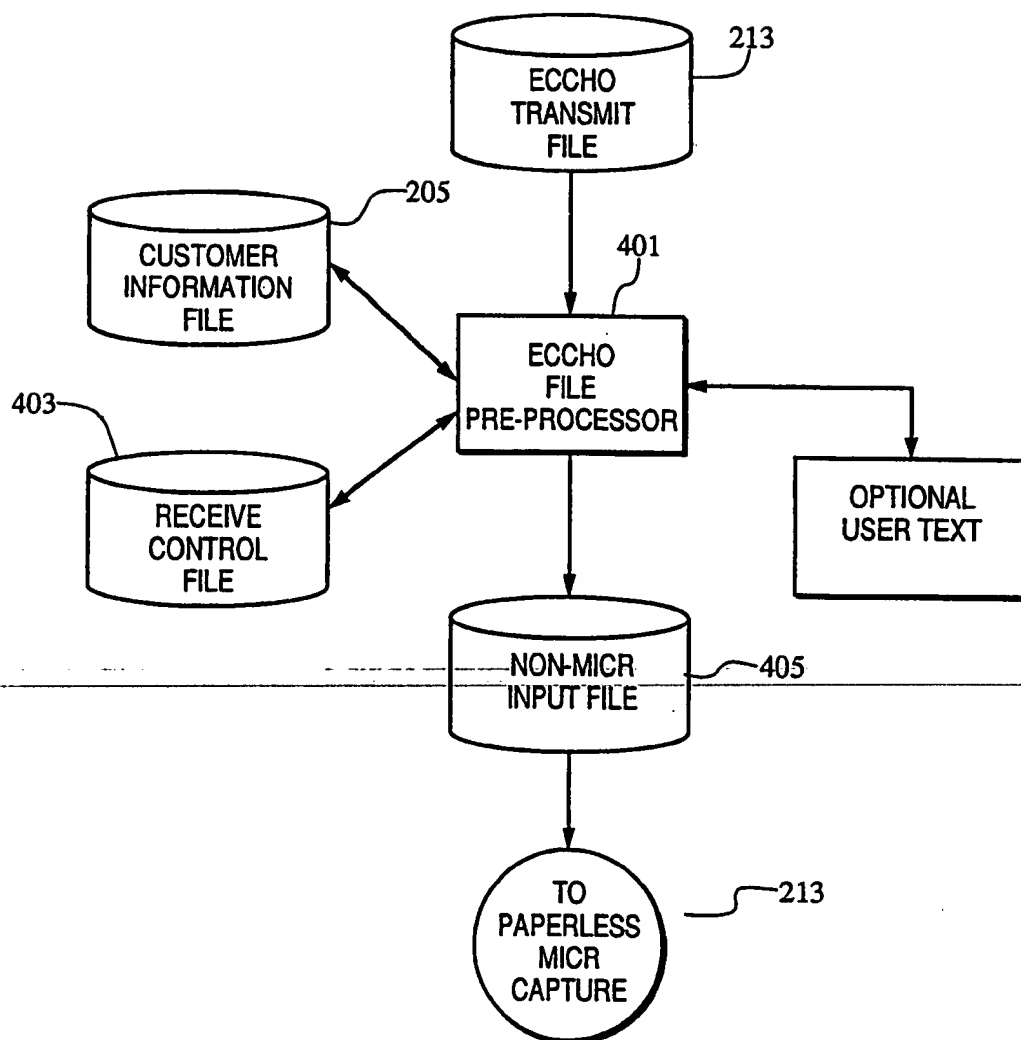 213
ECCHO
TRANSMIT
FILE
205
CUSTOMER
INFORMATION
FILE
401
ECCHO
FILE
PRE-PROCESSOR
403
RECEIVE
CONTROL
FILE
OPTIONAL
USER TEXT
NON-MICR
INPUT FILE
405
TO
PAPERLESS
MICR
CAPTURE
213